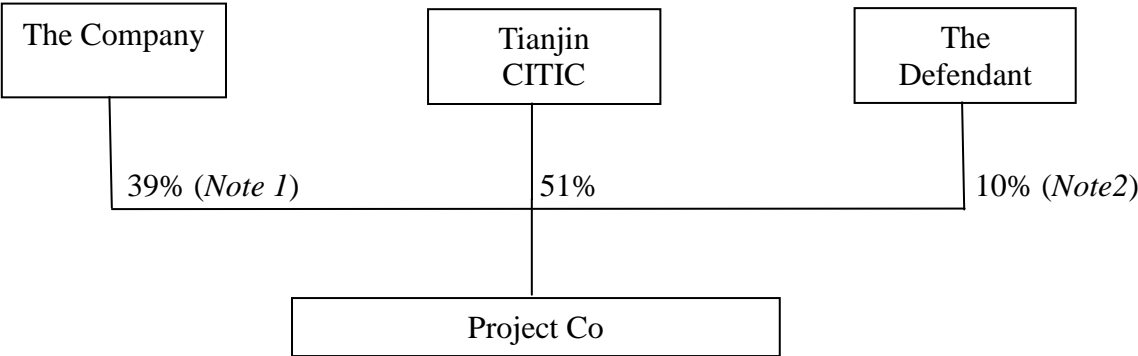 The Company
Tianjin
CITIC
The
Defendant
39% (Note 1)
51%
10% (Note2)
Project Co